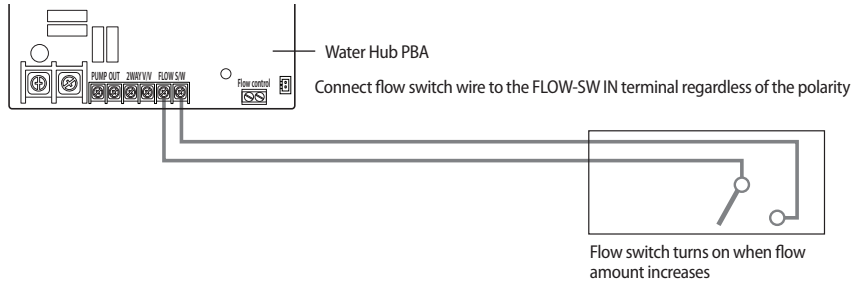 Water Hub PBA
PUMP OUT 2WAY V/V FLOW S/W
Flow control
Connect flow switch wire to the FLOW-SW IN terminal regardless of the polarity
Flow switch turns on when flow
amount increases